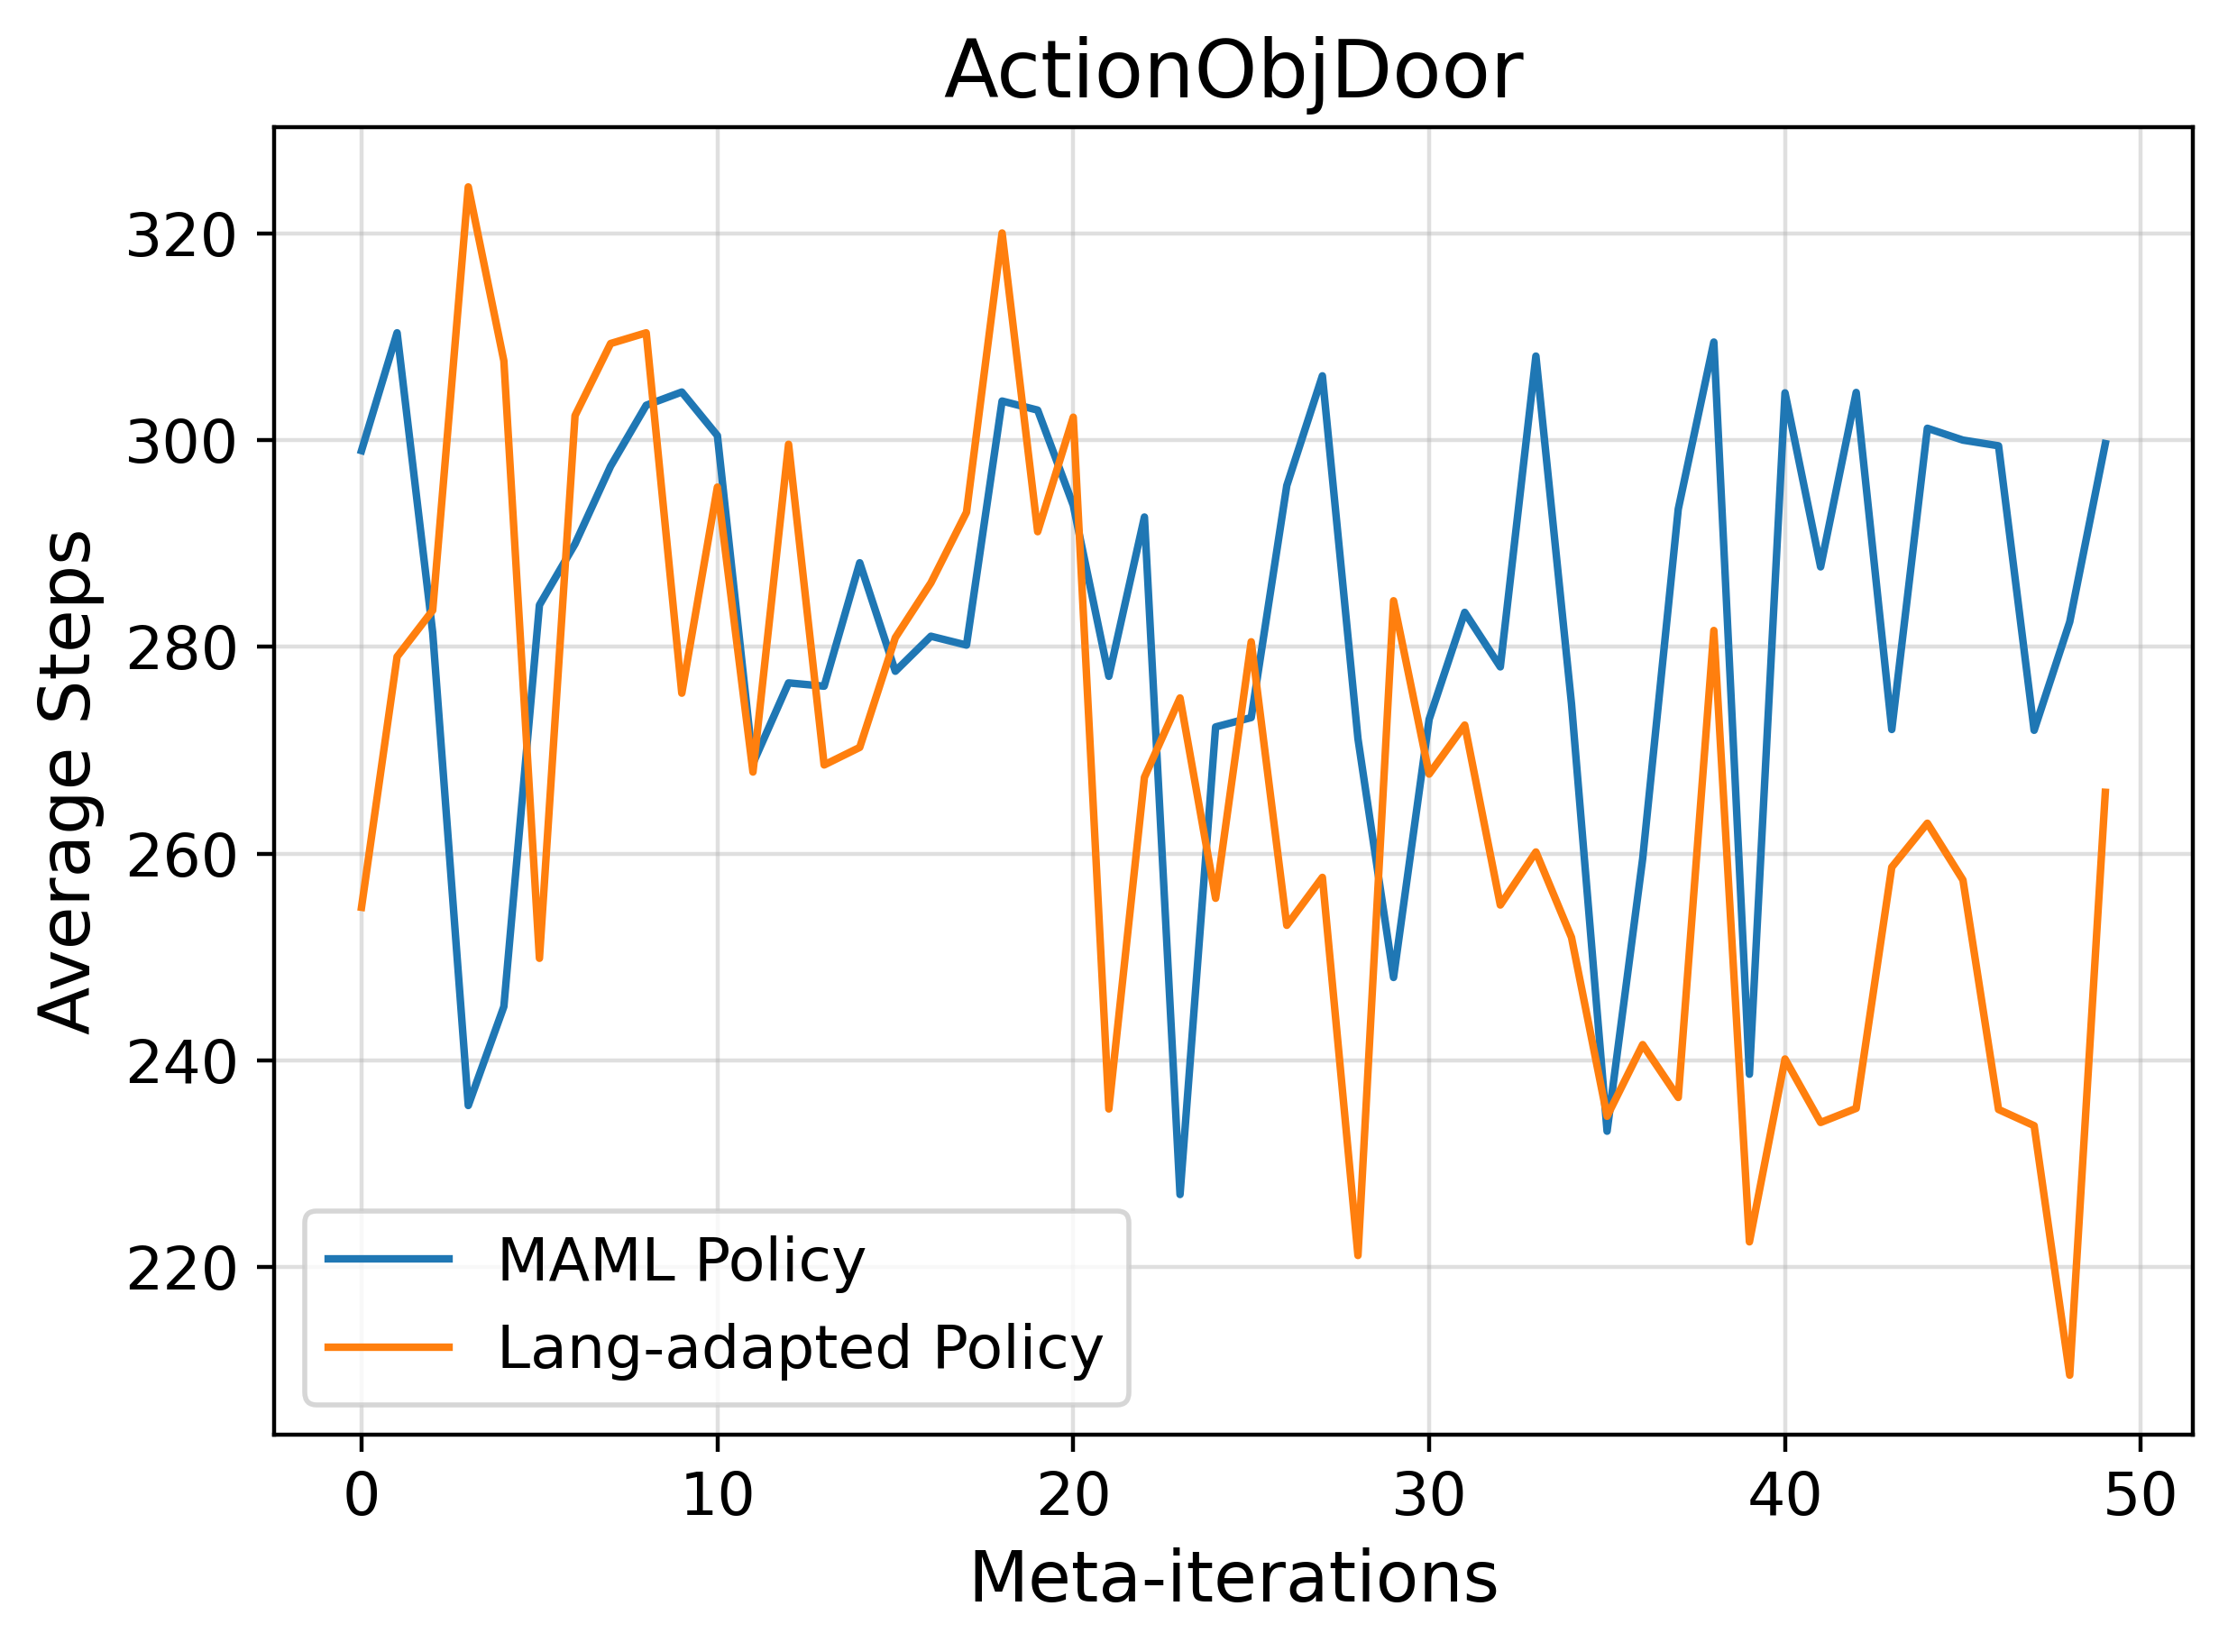 ActionObjDoor
Average Steps
320
300
280
260
240
220
MAML Policy
Lang-adapted Policy
0 10 20 30 40 50
Meta-iterations